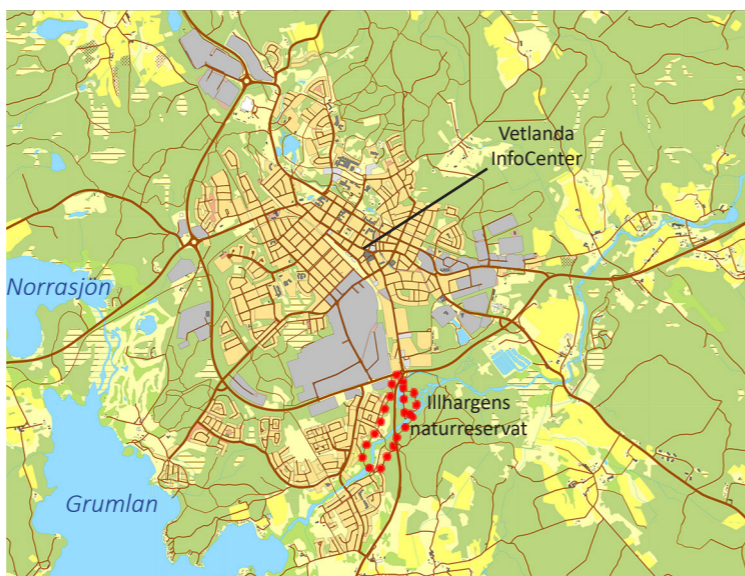 Vetlanda
InfoCenter
Norrasjön
Illhargens
naturreservat
Grumlan